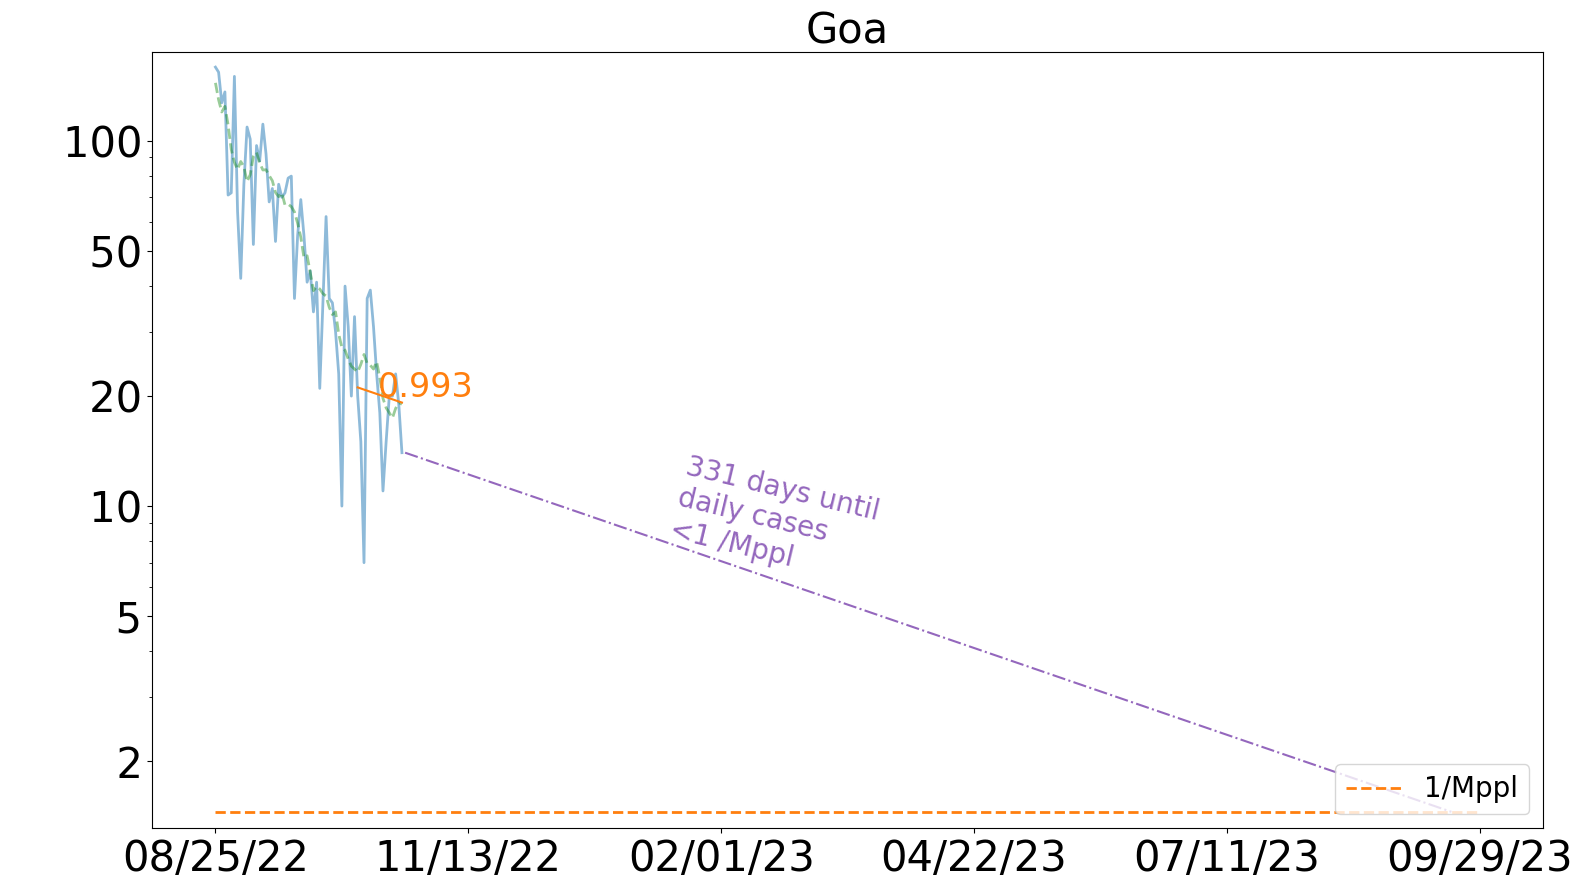 Goa
100
50
20
10
5
2
0.993
331 days until
daily cases
<1 /Mppl
1/Mppl
08/25/22
11/13/22
02/01/23
04/22/23
07/11/23
09/29/23